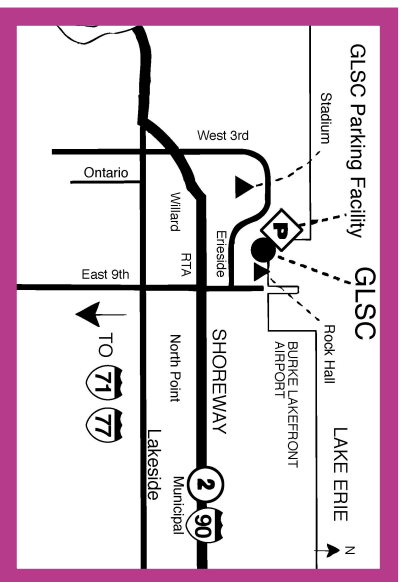 GLSC Parking Facility
Stadium
GLSC
Rock Hall
LAKE ERIE
N
West 3rd
P
Ontario
Willard
Erieside
RTA
East 9th
BURKE LAKEFRONT
AIRPORT
SHOREWAY
North Point
TO
71
77
Lakeside
2
90
Municipal